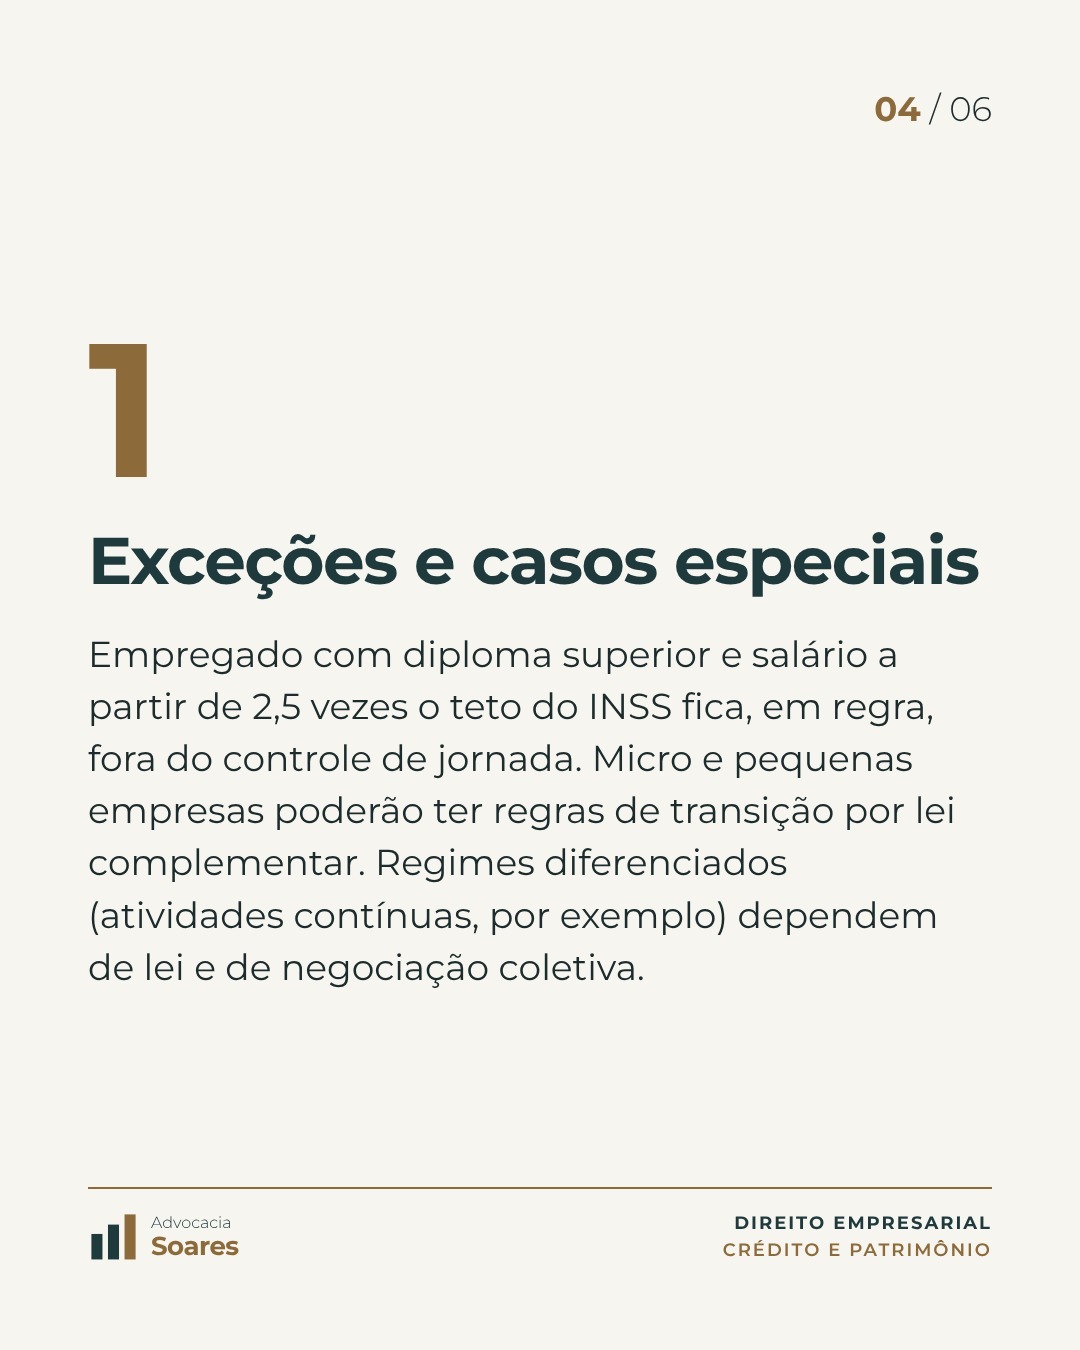 04 / 06
1
Exceções e casos especiais
Empregado com diploma superior e salário a
partir de 2,5 vezes o teto do INSS fica, em regra,
fora do controle de jornada. Micro e pequenas
empresas poderão ter regras de transição por lei
complementar. Regimes diferenciados
(atividades contínuas, por exemplo) dependem
de lei e de negociação coletiva.
Advocacia
Soares
DIREITO EMPRESARIAL
CRÉDITO E PATRIMÔNIO